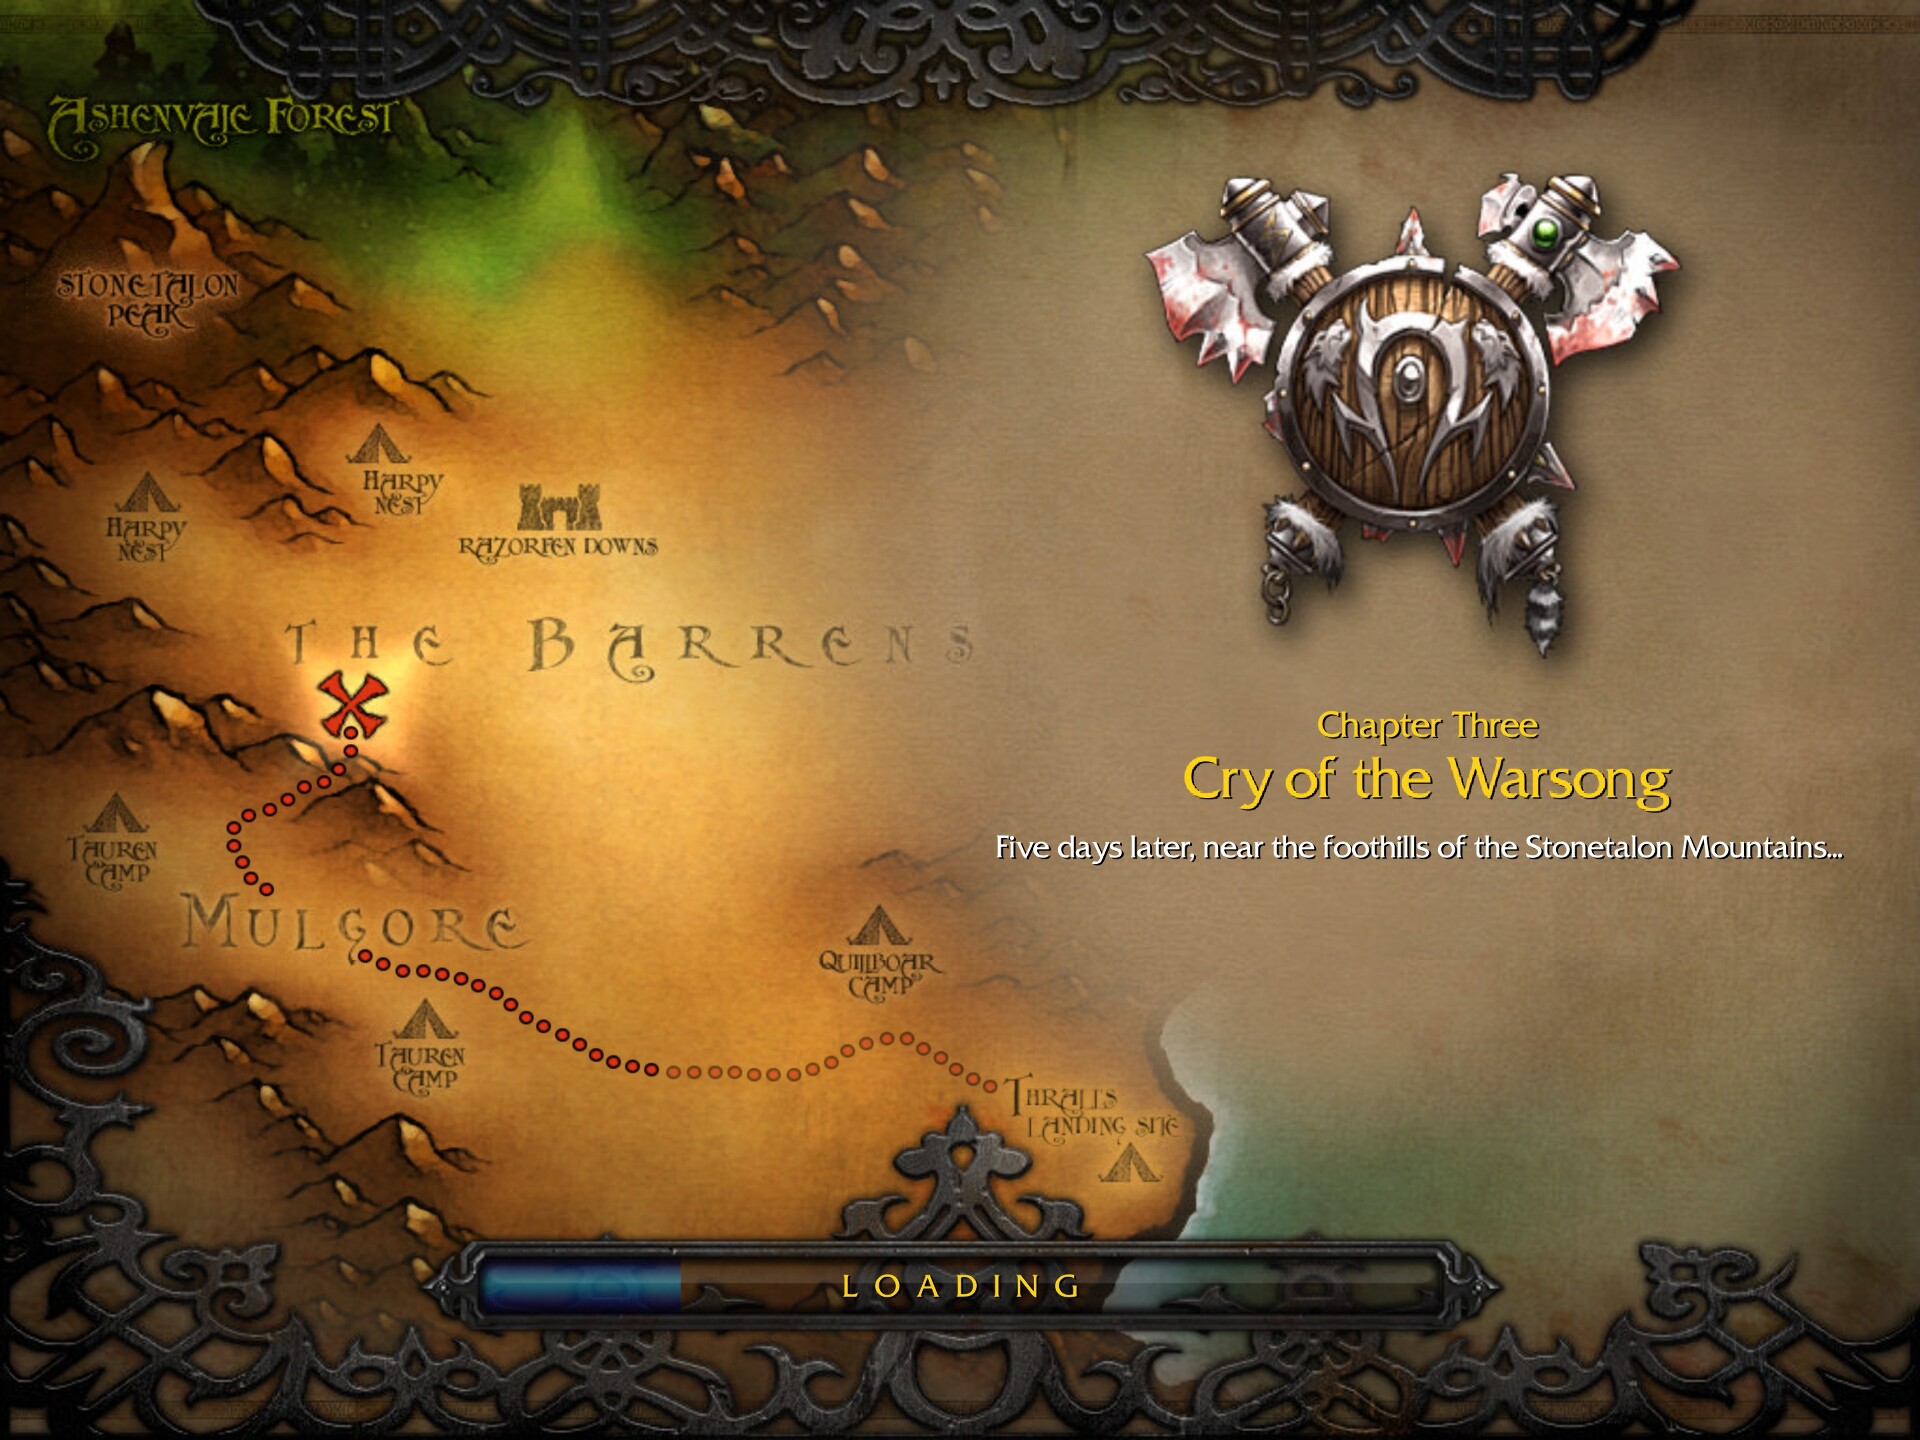 Ashenvale Forest
Stonetalon
Peak
Harpy
Nest
Harpy
Nest
Razorfen Downs
The Barrens
Tauren
Camp
Mulgore
Quillboar
Camp
Tauren
Camp
Thrall's
Landing Site
Chapter Three
Cry of the Warsong
Five days later, near the foothills of the Stonetalon Mountains...
LOADING